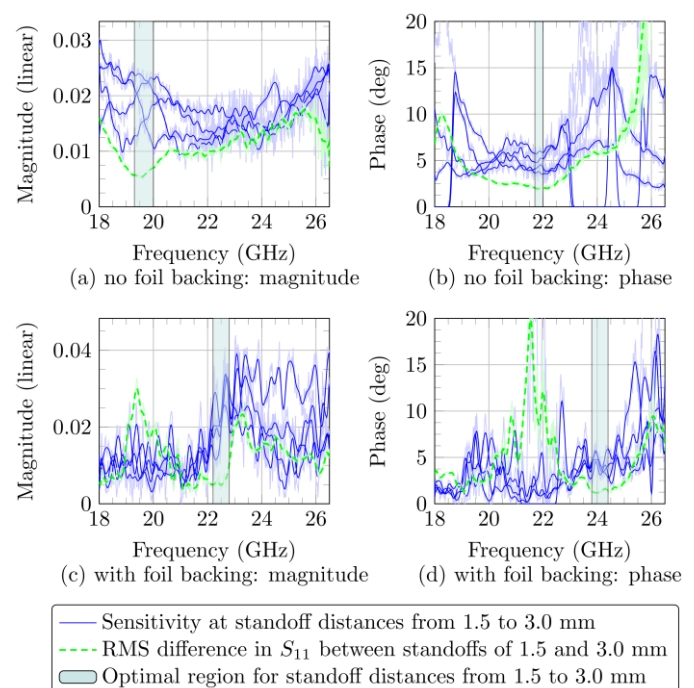 0.03
0.02
0.01
0
Magnitude (linear)
18 20 22 24 26
Frequency (GHz)
(a) no foil backing: magnitude
20
15
10
5
0
Phase (deg)
18 20 22 24 26
Frequency (GHz)
(b) no foil backing: phase
0.04
0.02
0
Magnitude (linear)
18 20 22 24 26
Frequency (GHz)
(c) with foil backing: magnitude
20
15
10
5
0
Phase (deg)
18 20 22 24 26
Frequency (GHz)
(d) with foil backing: phase
Sensitivity at standoff distances from 1.5 to 3.0 mm
RMS difference in S₁₁ between standoffs of 1.5 and 3.0 mm
Optimal region for standoff distances from 1.5 to 3.0 mm